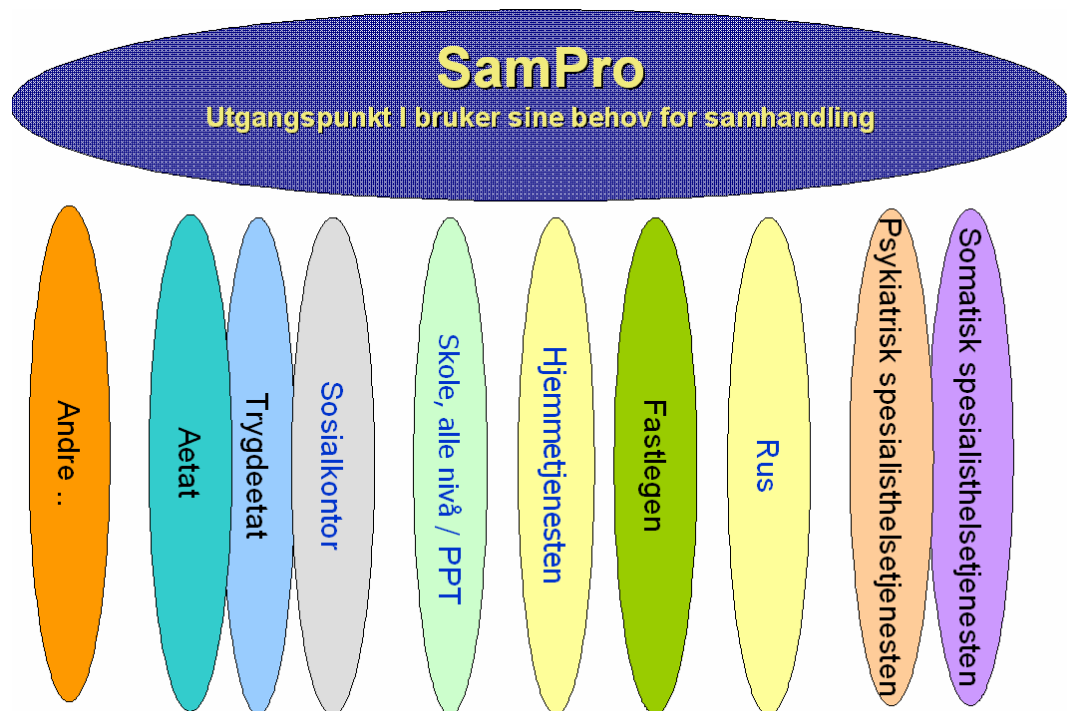 SamPro
Utgangspunkt I bruker sine behov for samhandling
Andre ..
Aetat
Trygdeetat
Sosialkontor
Skole, alle nivå / PPT
Hjemmetjenesten
Fastlegen
Rus
Psykiatrisk spesialisthelsetjenesten
Somatisk spesialisthelsetjenesten